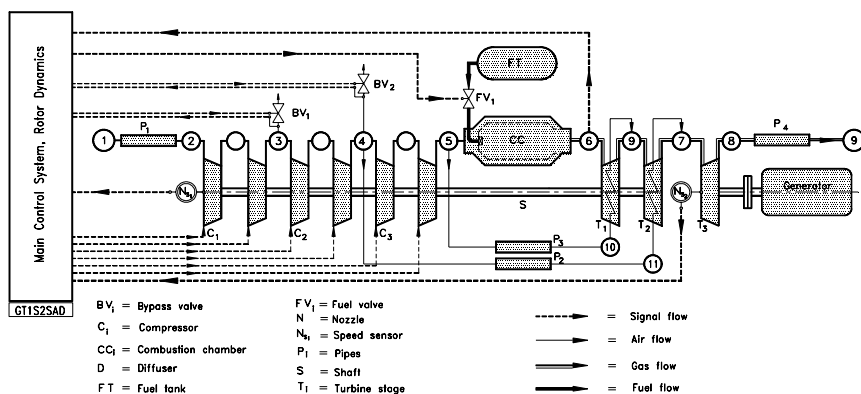 Main Control System, Rotor Dynamics
GT1S2SAD
FT
BV2
FV1
BV1
P1
CC
P4
1
2
3
4
5
6
9
7
8
9
Ns1
Ns2
Generator
S
C1
C2
C3
T1
T2
T3
P3
P2
10
11
BVi = Bypass valve
Ci = Compressor
CCi = Combustion chamber
D = Diffuser
FT = Fuel tank
FVi = Fuel valve
N = Nozzle
Nsi = Speed sensor
Pi = Pipes
S = Shaft
Ti = Turbine stage
= Signal flow
= Air flow
= Gas flow
= Fuel flow